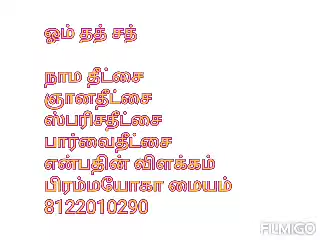 ஓம் தத் சத்
நாம தீட்சை
ஞானதீட்சை
ஸ்பரிசதீட்சை
பார்வைதீட்சை
என்பதின் விளக்கம்
பிரம்மயோகா மையம்
8122010290
FILMIGO